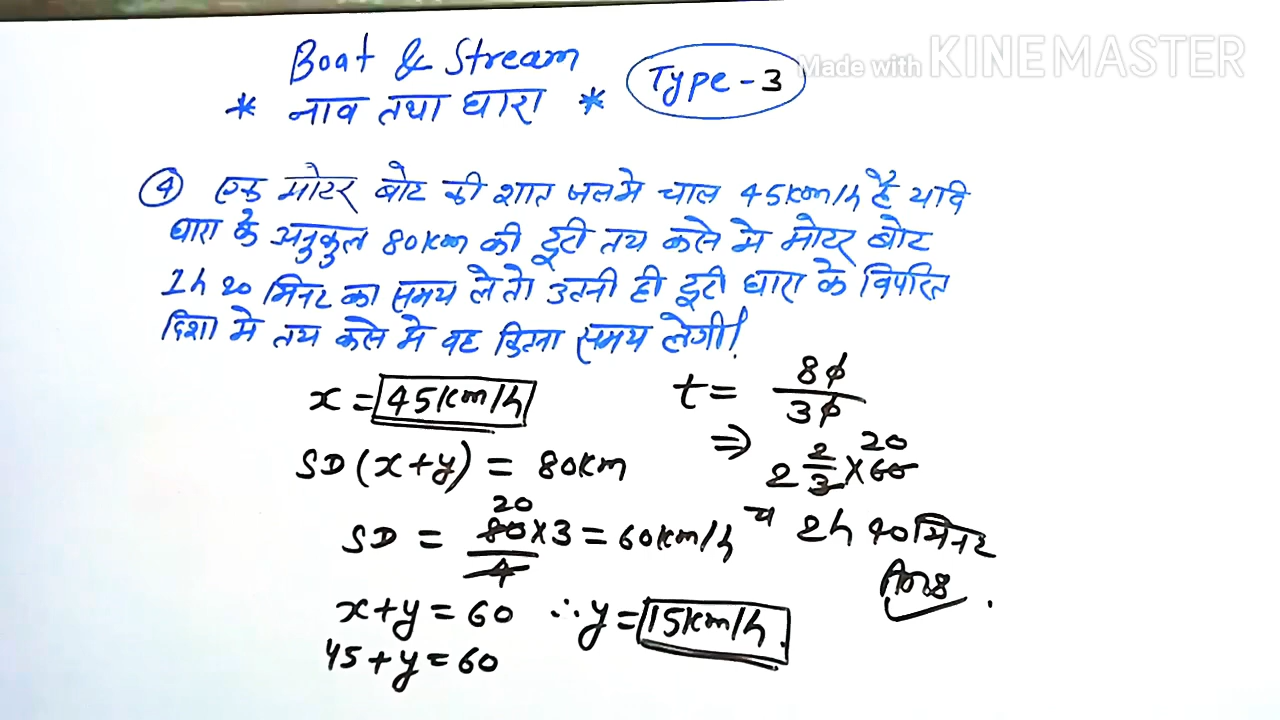 Made with KINEMASTER
Boat & Stream
* नाव तथा धारा *
Type-3
④ एक मोटर बोट की शात जलमे चाल 45km/h है यदि
धारा के अनुकुल 80km की दूरी तय करने मे मोटर बोट
1h 20 मिनट का समय ले तो उतनी ही दूरी धारा के विपरित
दिशा मे तय करने मे वह कितना समय लेगी!
x = 45km/h
SD(x+y) = 80km
20
SD = 80×3/4 = 60km/h
x+y = 60 ∴ y = 15km/h.
45+y = 60
t = 80/30
20
⇒ 2 2/3 × 60
2h 40 मिनट
Ans.